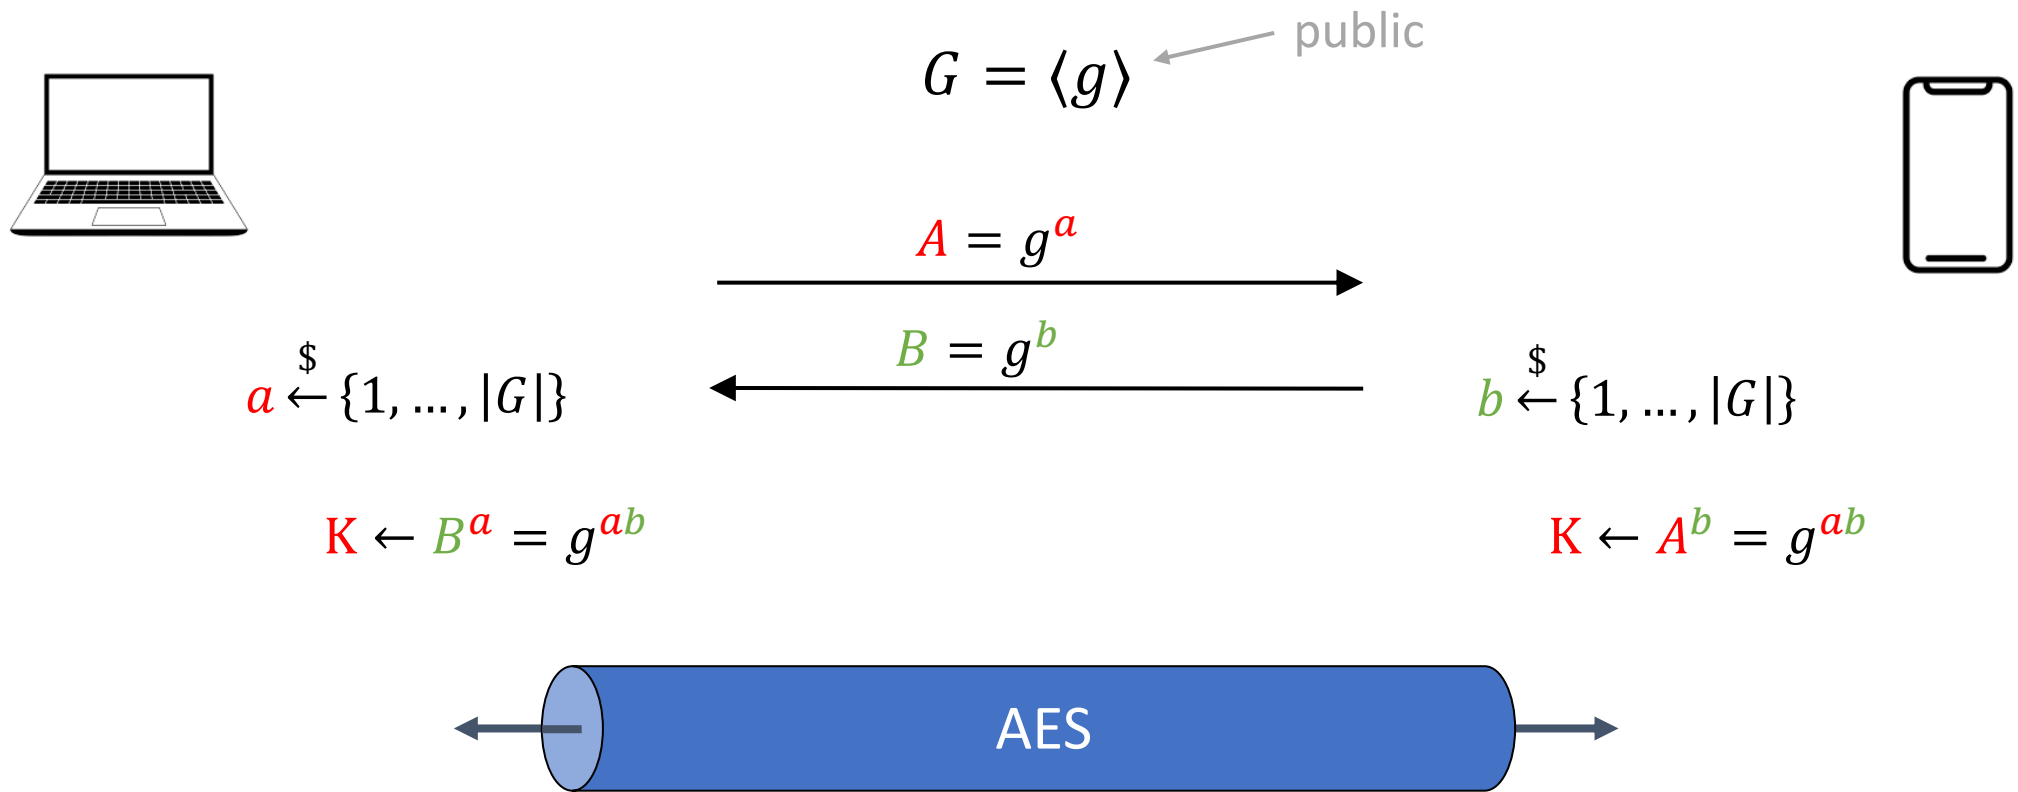 public
G = ⟨g⟩
A = g^a
B = g^b
a ←$ {1, … , |G|}
b ←$ {1, … , |G|}
K ← B^a = g^{ab}
K ← A^b = g^{ab}
AES